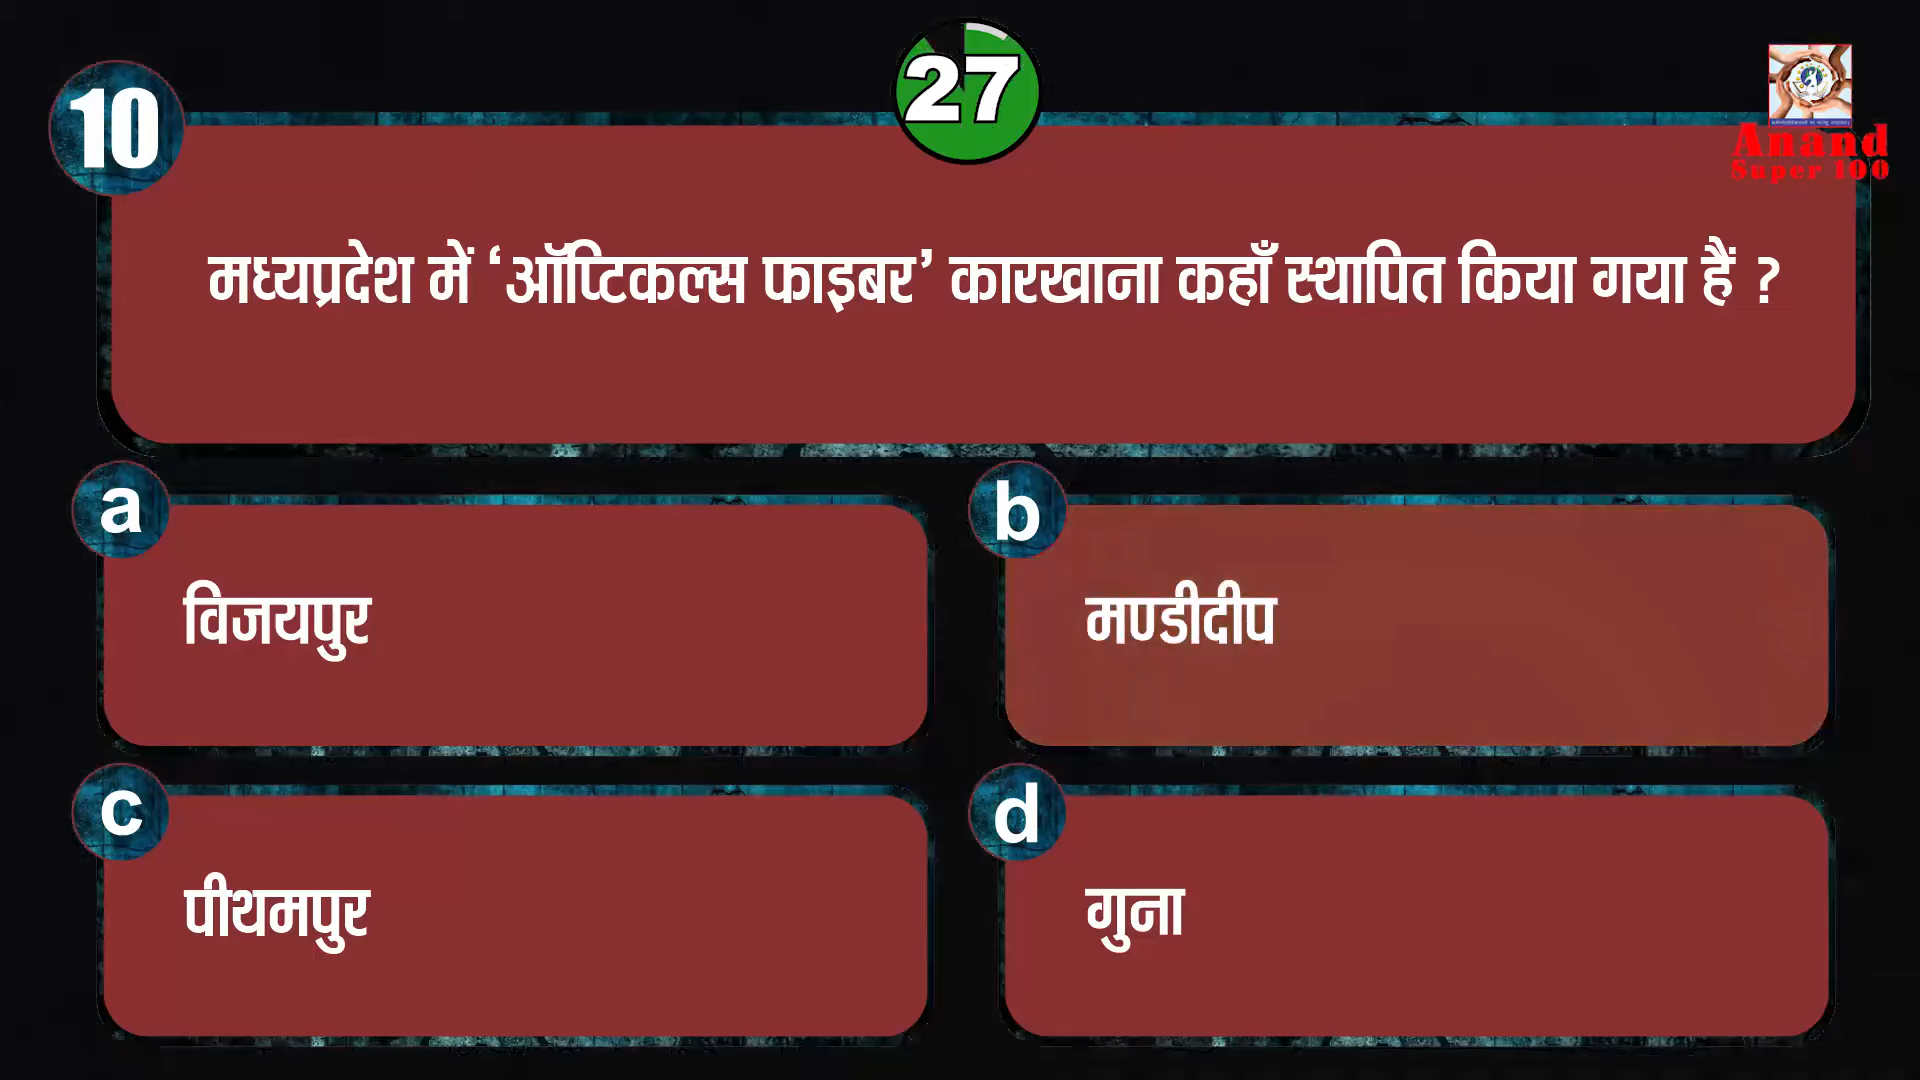 27
10
Anand
Super 100
मध्यप्रदेश में ‘ऑप्टिकल्स फाइबर’ कारखाना कहाँ स्थापित किया गया हैं ?
a
विजयपुर
b
मण्डीदीप
c
पीथमपुर
d
गुना